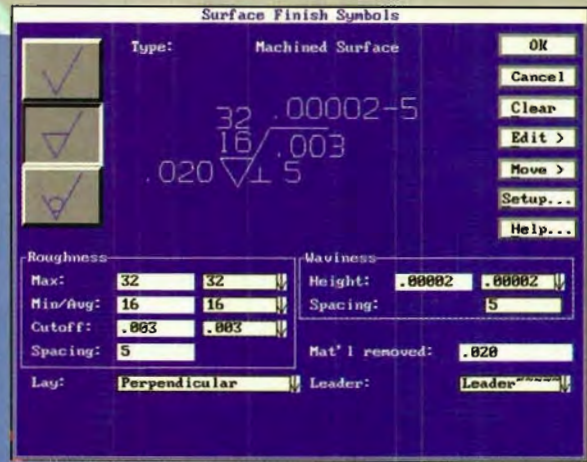 Surface Finish Symbols
Type: Machined Surface
OK
Cancel
Clear
Edit >
Move >
Setup...
Help...
32 .00002-5
16 .003
.020 ⊥ 5
Roughness
Max: 32 32
Min/Avg: 16 16
Cutoff: .003 .003
Spacing: 5
Waviness
Height: .00002 .00002
Spacing: 5
Mat'l removed: .020
Lay: Perpendicular
Leader: Leader~~~~~